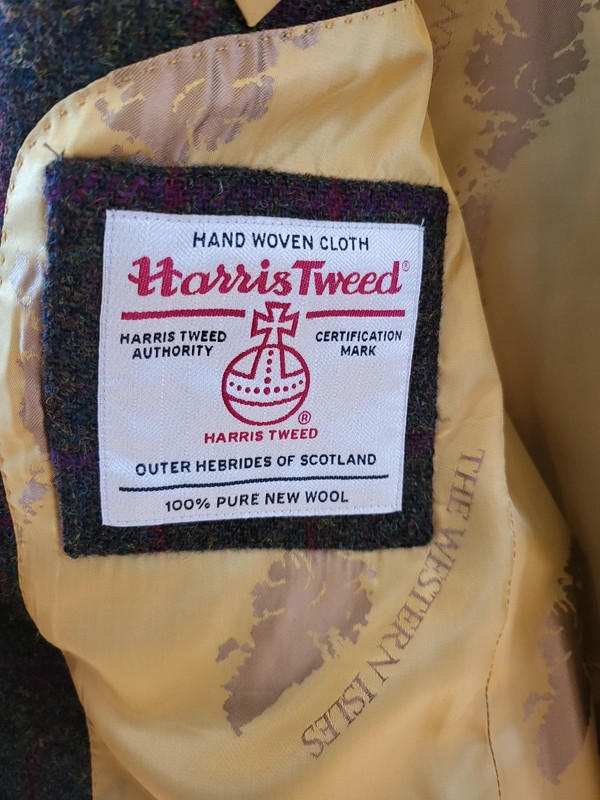 HAND WOVEN CLOTH
Harris Tweed®
HARRIS TWEED
AUTHORITY
CERTIFICATION
MARK
®
HARRIS TWEED
OUTER HEBRIDES OF SCOTLAND
100% PURE NEW WOOL
THE WESTERN ISLES